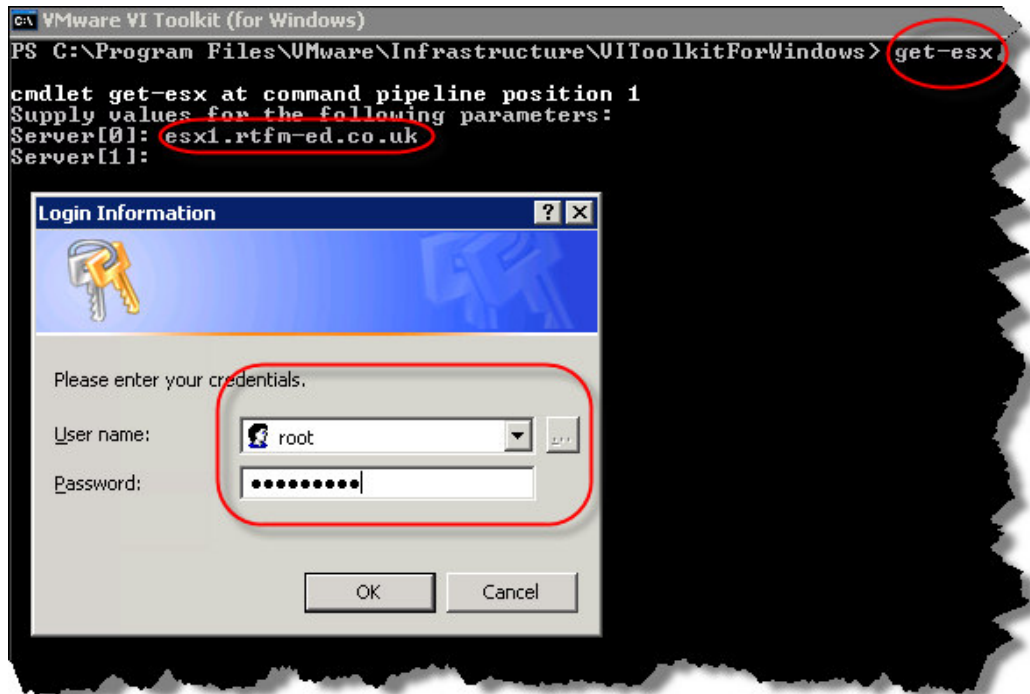 VMware VI Toolkit (for Windows)
PS C:\Program Files\VMware\Infrastructure\VIToolkitForWindows> get-esx
cmdlet get-esx at command pipeline position 1
Supply values for the following parameters:
Server[0]: esx1.rtfm-ed.co.uk
Server[1]:
Login Information
Please enter your credentials.
User name:
root
...
Password:
●●●●●●●●●
OK
Cancel